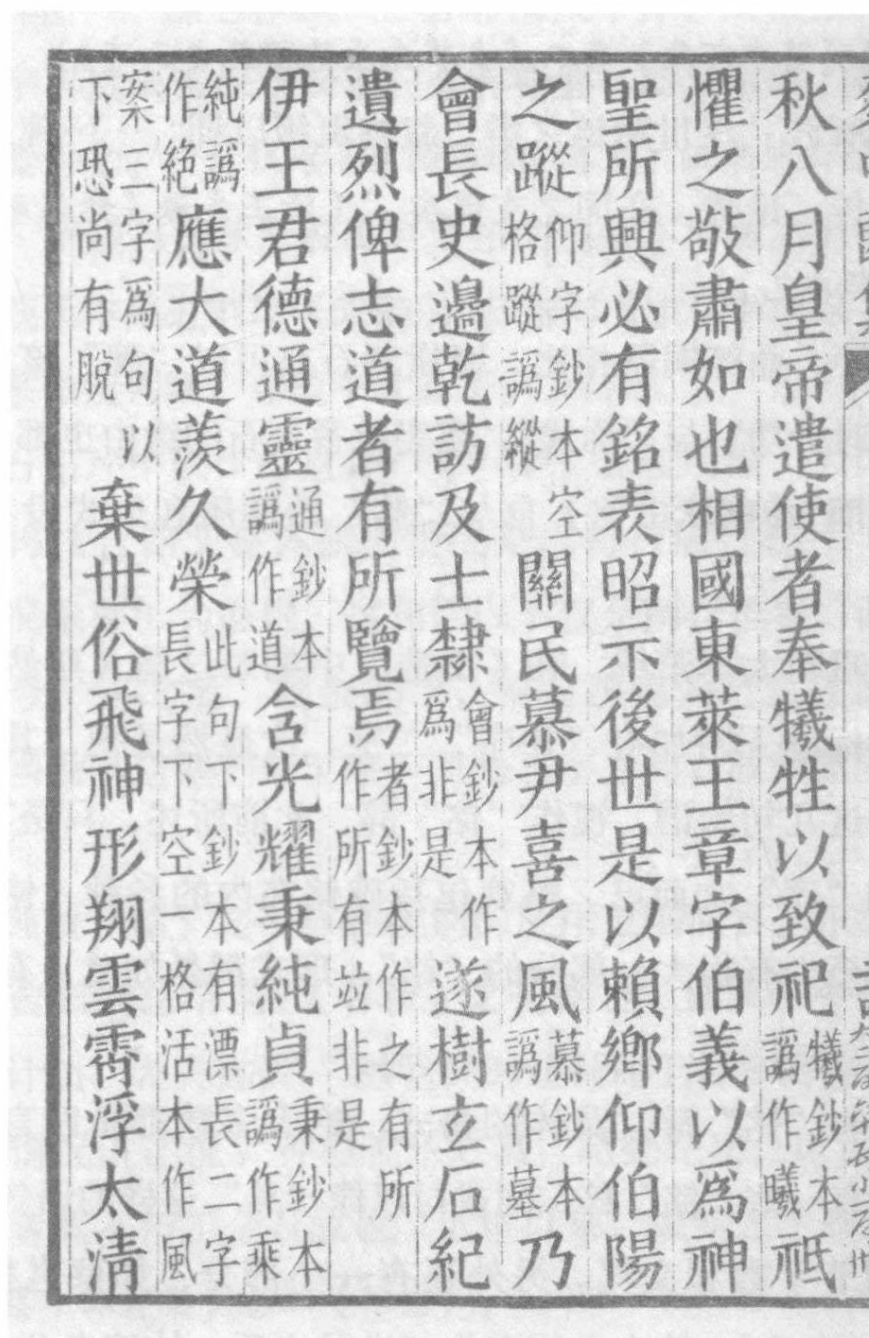 秋八月皇帝遣使者奉犧牲以致祀犧鈔本譌作曦祗
懼之敬肅如也相國東萊王章字伯義以爲神
聖所興必有銘表昭示後世是以賴鄉仰伯陽
之蹤仰字鈔本空格蹤譌縱關民慕尹喜之風慕鈔本譌作墓乃
會長史邊乾訪及士隸會鈔本作爲非是遂樹玄石紀
遺烈俾志道者有所覽焉者鈔本作之有所作所有竝非是
伊王君德通靈通鈔本譌作道含光耀秉純貞秉鈔本譌作乘
純譌作絶應大道羨久榮此句下鈔本有漂長二字長字下空一格活本作風
案三字爲句以下恐尚有脫棄世俗飛神形翔雲霄浮太淸